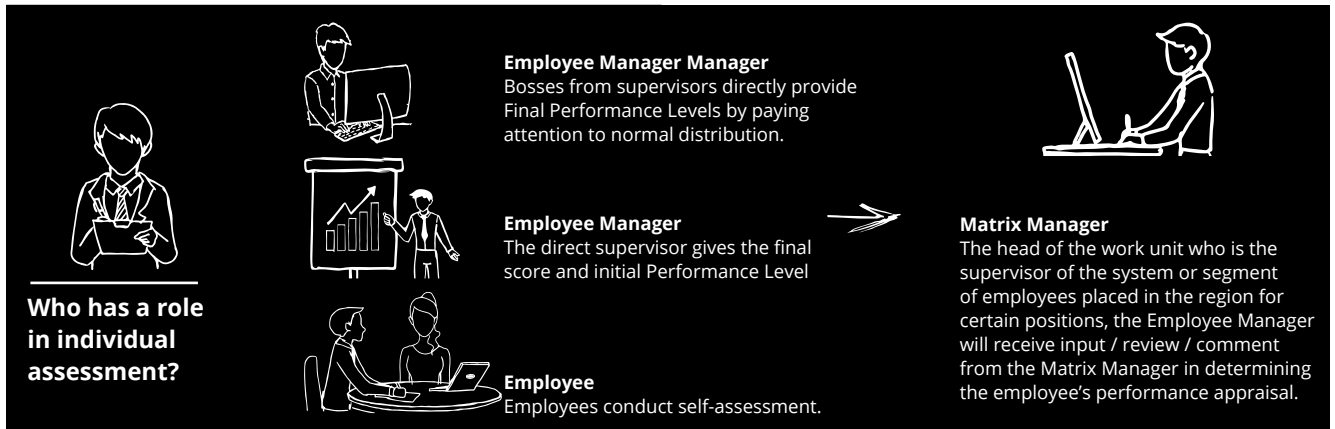 Who has a role
in individual
assessment?
Employee Manager Manager
Bosses from supervisors directly provide
Final Performance Levels by paying
attention to normal distribution.
Employee Manager
The direct supervisor gives the final
score and initial Performance Level
Employee
Employees conduct self-assessment.
Matrix Manager
The head of the work unit who is the
supervisor of the system or segment
of employees placed in the region for
certain positions, the Employee Manager
will receive input / review / comment
from the Matrix Manager in determining
the employee’s performance appraisal.